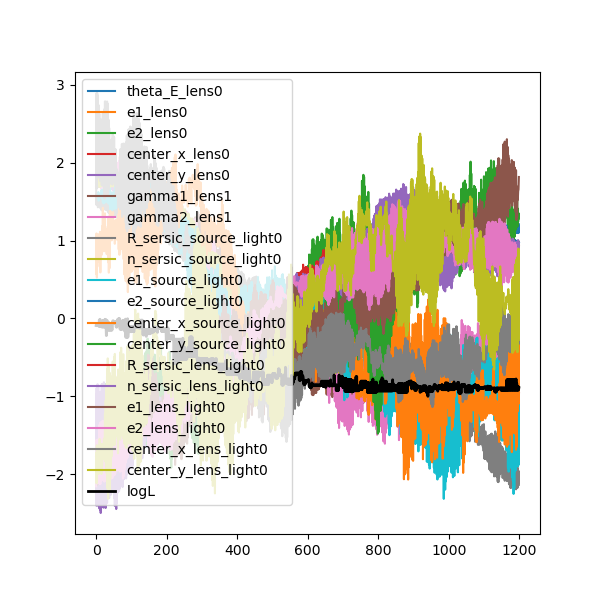 3
2
1
0
−1
−2
theta_E_lens0
e1_lens0
e2_lens0
center_x_lens0
center_y_lens0
gamma1_lens1
gamma2_lens1
R_sersic_source_light0
n_sersic_source_light0
e1_source_light0
e2_source_light0
center_x_source_light0
center_y_source_light0
R_sersic_lens_light0
n_sersic_lens_light0
e1_lens_light0
e2_lens_light0
center_x_lens_light0
center_y_lens_light0
logL
0 200 400 600 800 1000 1200